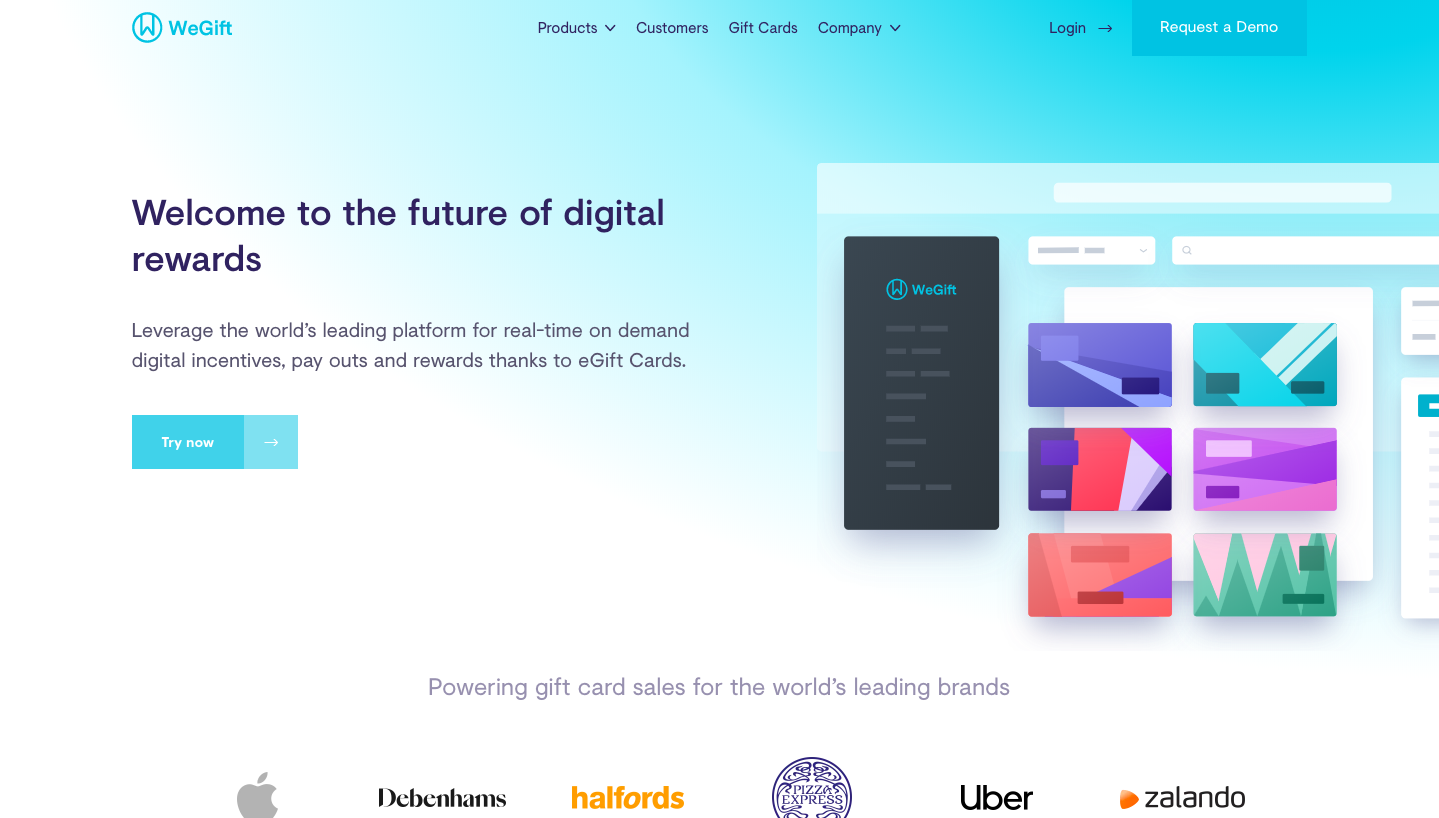 WeGift
Products
Customers
Gift Cards
Company
Login
Request a Demo
Welcome to the future of digital
rewards
Leverage the world’s leading platform for real-time on demand
digital incentives, pay outs and rewards thanks to eGift Cards.
Try now
WeGift
Powering gift card sales for the world’s leading brands
Debenhams
halfords
PIZZA
EXPRESS
Uber
zalando